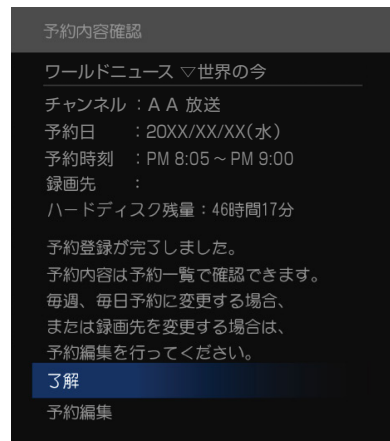 予約内容確認
ワールドニュース ▽世界の今
チャンネル：ＡＡ 放送
予約日　：20XX/XX/XX(水)
予約時刻　：PM 8:05～PM 9:00
録画先　：
ハードディスク残量：46時間17分
予約登録が完了しました。
予約内容は予約一覧で確認できます。
毎週、毎日予約に変更する場合、
または録画先を変更する場合は、
予約編集を行ってください。
了解
予約編集